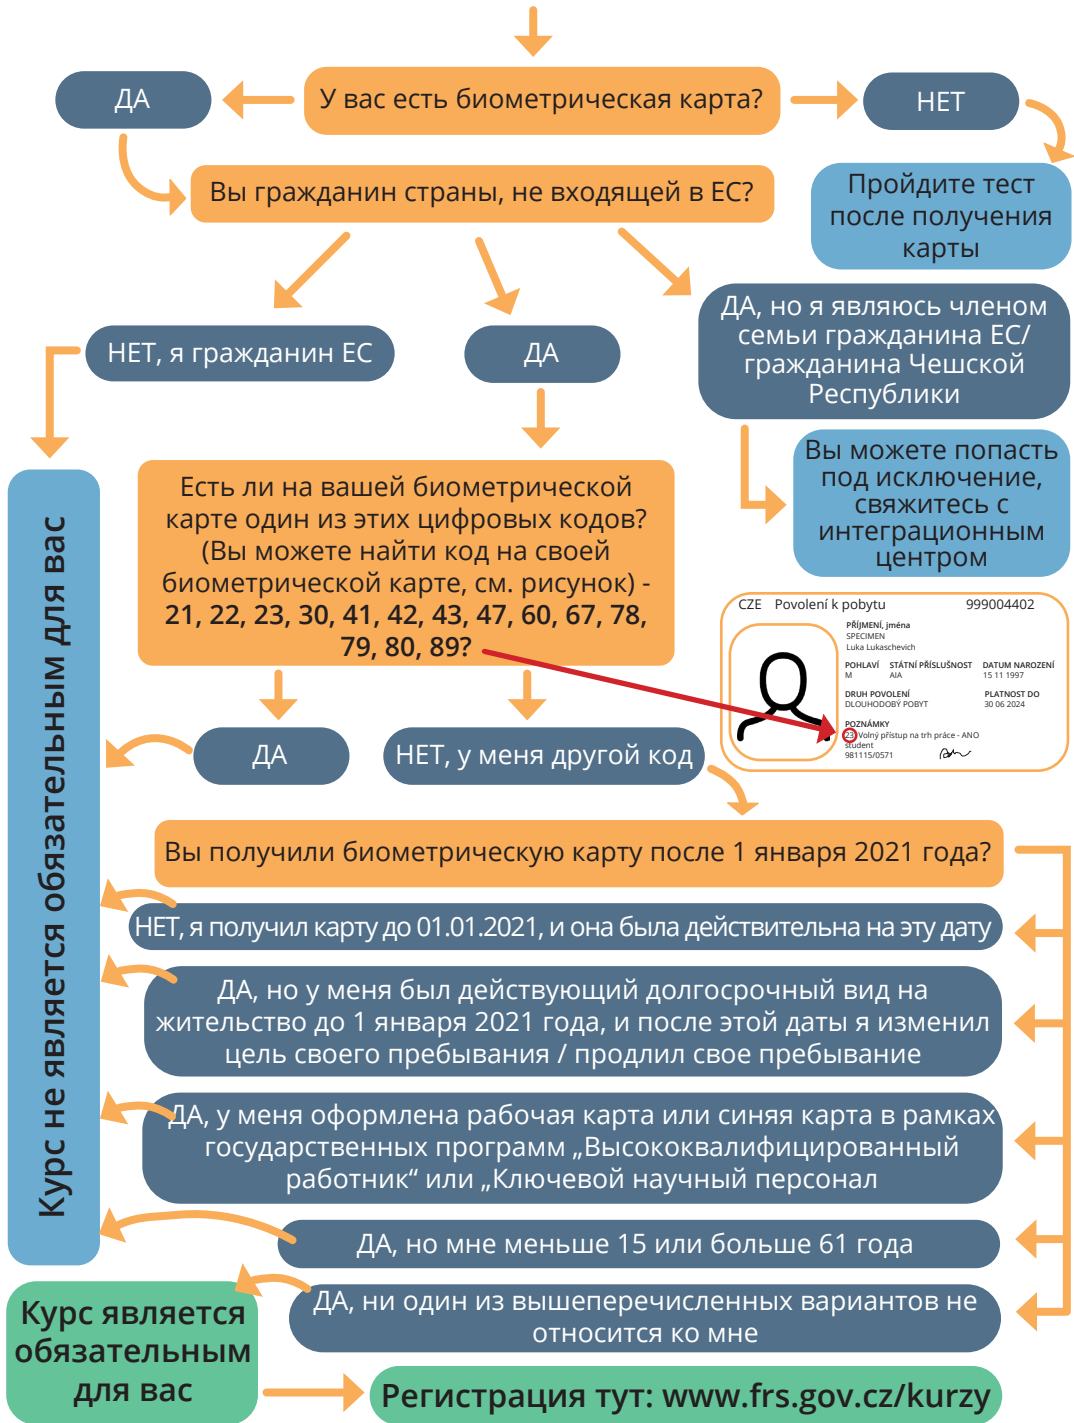 У вас есть биометрическая карта?
ДА
НЕТ
Пройдите тест
после получения
карты
Вы гражданин страны, не входящей в ЕС?
НЕТ, я гражданин ЕС
ДА
ДА, но я являюсь членом
семьи гражданина ЕС/
гражданина Чешской
Республики
Вы можете попасть
под исключение,
свяжитесь с
интеграционным
центром
Есть ли на вашей биометрической
карте один из этих цифровых кодов?
(Вы можете найти код на своей
биометрической карте, см. рисунок) -
21, 22, 23, 30, 41, 42, 43, 47, 60, 67, 78,
79, 80, 89?
CZE Povolení k pobytu 999004402
PŘÍJMENÍ, jména
SPECIMEN
Luka Lukaschevich
POHLAVÍ STÁTNÍ PŘÍSLUŠNOST DATUM NAROZENÍ
M AIA 15 11 1997
DRUH POVOLENÍ PLATNOST DO
DLOUHODOBÝ POBYT 30 06 2024
POZNÁMKY
23 Volný přístup na trh práce - ANO
student
981115/0571
ДА
НЕТ, у меня другой код
Вы получили биометрическую карту после 1 января 2021 года?
НЕТ, я получил карту до 01.01.2021, и она была действительна на эту дату
ДА, но у меня был действующий долгосрочный вид на
жительство до 1 января 2021 года, и после этой даты я изменил
цель своего пребывания / продлил свое пребывание
ДА, у меня оформлена рабочая карта или синяя карта в рамках
государственных программ „Высококвалифицированный
работник“ или „Ключевой научный персонал
ДА, но мне меньше 15 или больше 61 года
ДА, ни один из вышеперечисленных вариантов не
относится ко мне
Курс не является обязательным для вас
Курс является
обязательным
для вас
Регистрация тут: www.frs.gov.cz/kurzy